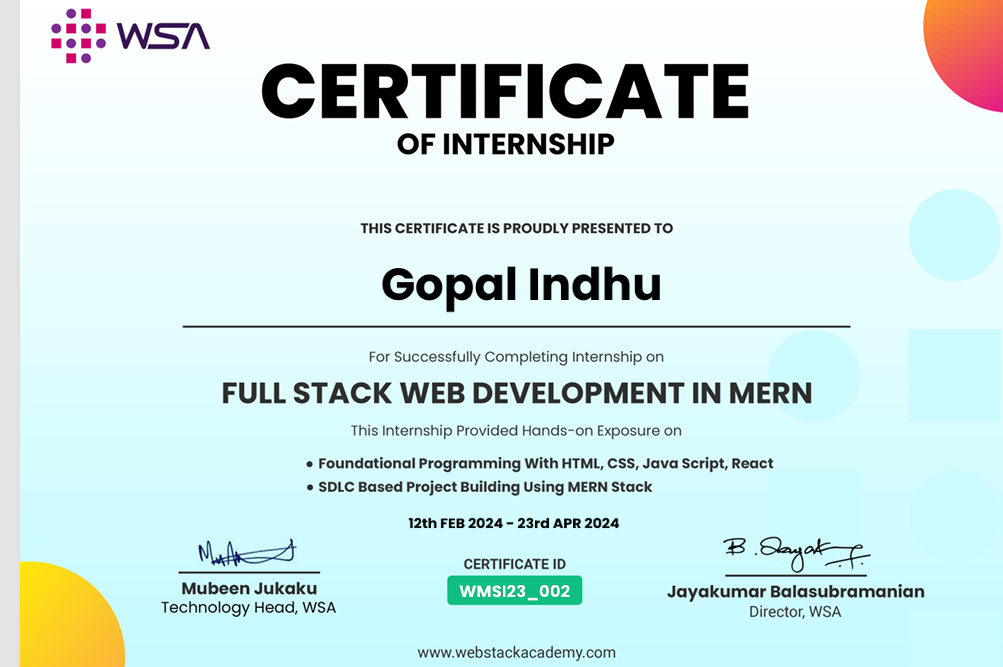 WSA
CERTIFICATE
OF INTERNSHIP
THIS CERTIFICATE IS PROUDLY PRESENTED TO
Gopal Indhu
For Successfully Completing Internship on
FULL STACK WEB DEVELOPMENT IN MERN
This Internship Provided Hands-on Exposure on
• Foundational Programming With HTML, CSS, Java Script, React
• SDLC Based Project Building Using MERN Stack
12th FEB 2024 - 23rd APR 2024
CERTIFICATE ID
WMSI23_002
Mubeen Jukaku
Technology Head, WSA
Jayakumar Balasubramanian
Director, WSA
www.webstackacademy.com